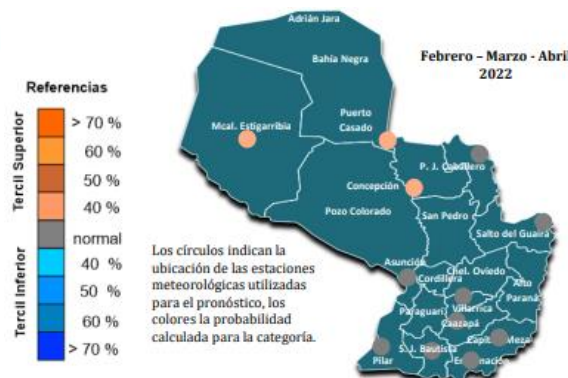 Adrián Jara
Bahía Negra
Febrero – Marzo - Abril
2022
Referencias
Tercil Superior
> 70 %
60 %
50 %
40 %
normal
Tercil Inferior
40 %
50 %
60 %
> 70 %
Mcal. Estigarribia
Puerto
Casado
P. J. Caballero
Concepción
Pozo Colorado
San Pedro
Salto del Guairá
Los círculos indican la
ubicación de las estaciones
meteorológicas utilizadas
para el pronóstico, los
colores la probabilidad
calculada para la categoría.
Asunción
Cordillera
Cnel. Oviedo
Alto
Paraná
Paraguarí
Villarrica
Caazapá
Capitán Meza
Pilar
S. J. Bautista
Encarnación